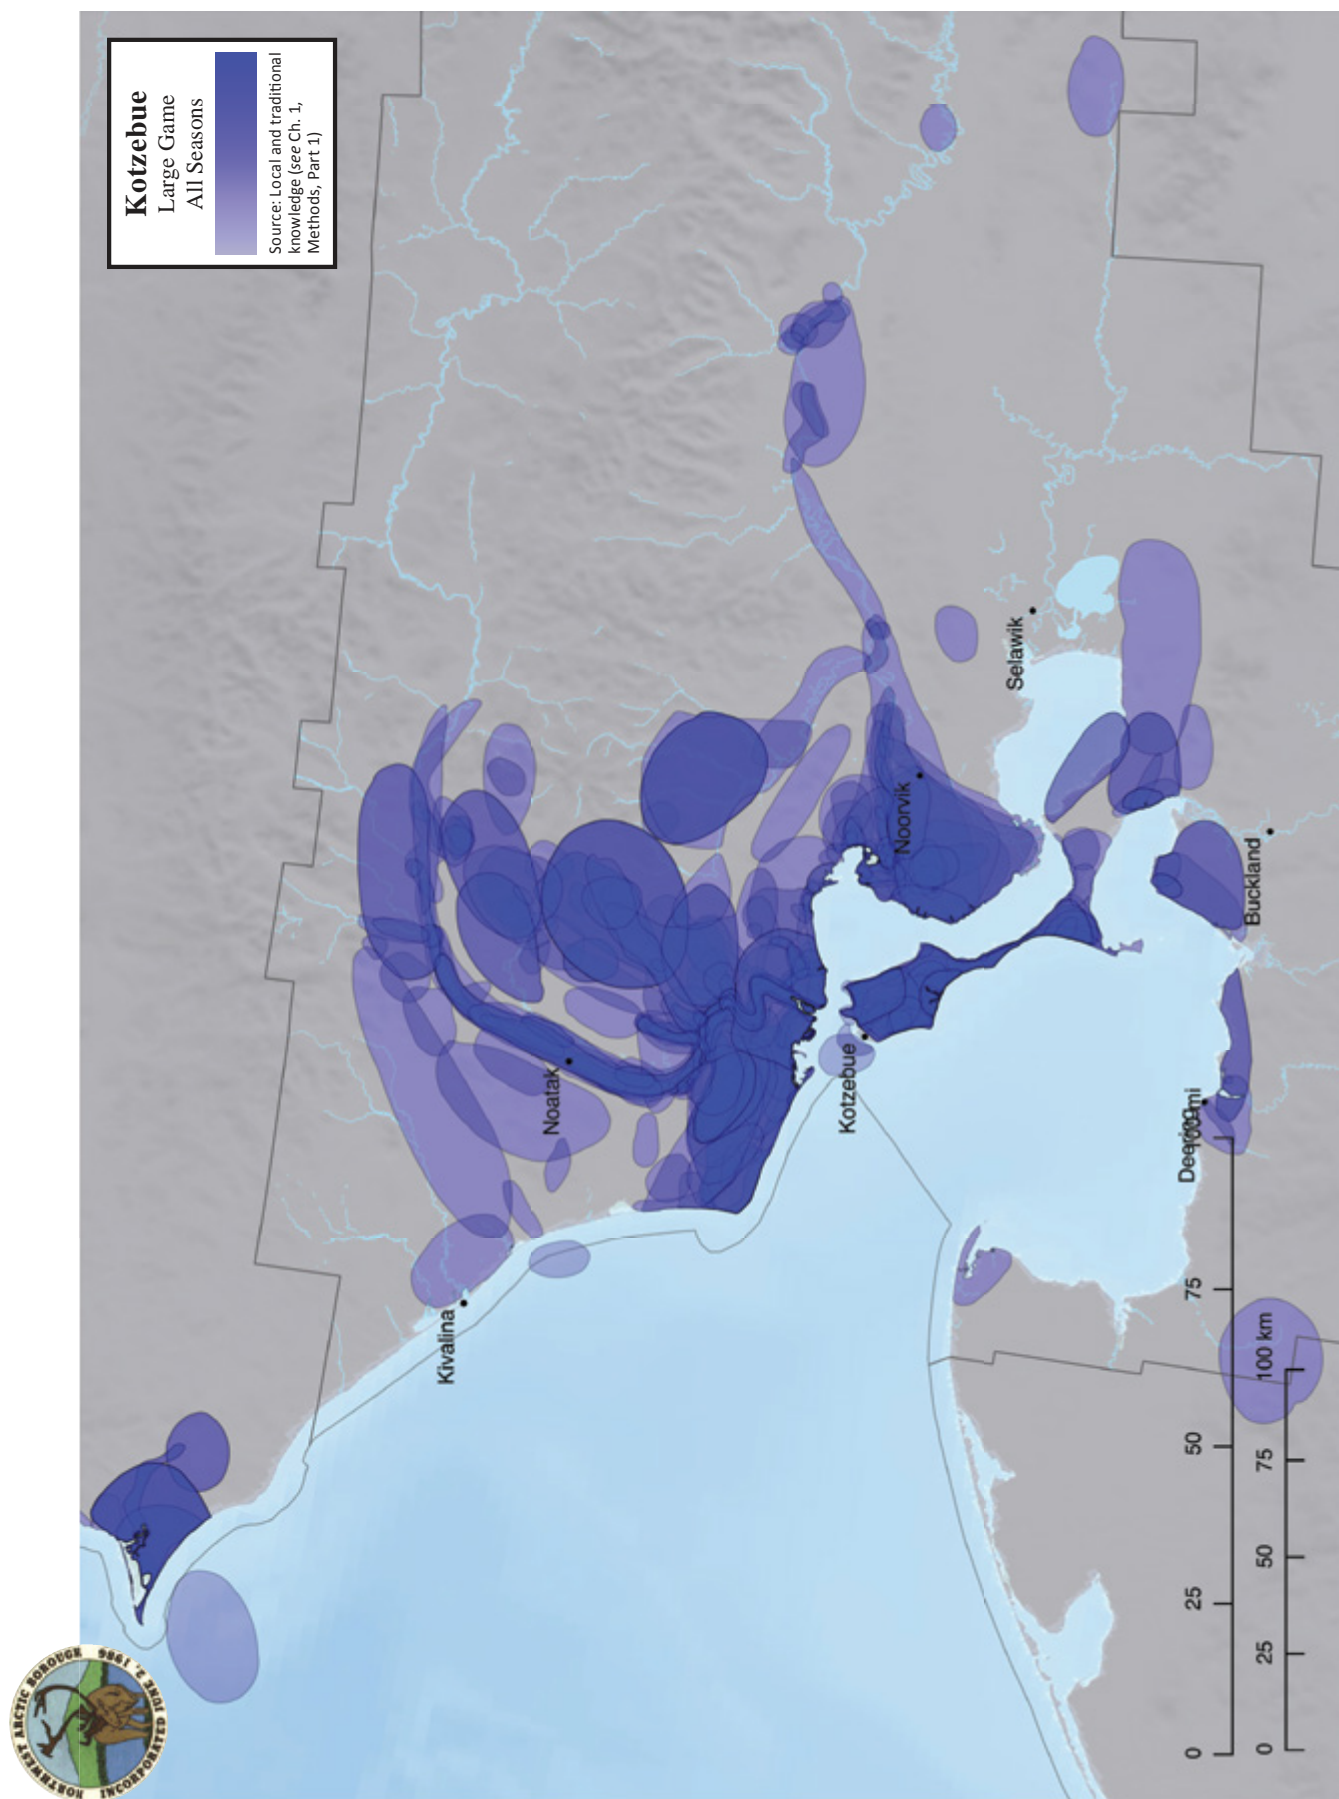 Kotzebue
Large Game
All Seasons
Source: Local and traditional
knowledge (see Ch. 1,
Methods, Part 1)
NORTHWEST ARCTIC BOROUGH
INCORPORATED JUNE 2, 1986
Kivalina
Noatak
Kotzebue
Noorvik
Selawik
Buckland
Deering
0 25 50 75 100 mi
0 25 50 75 100 km